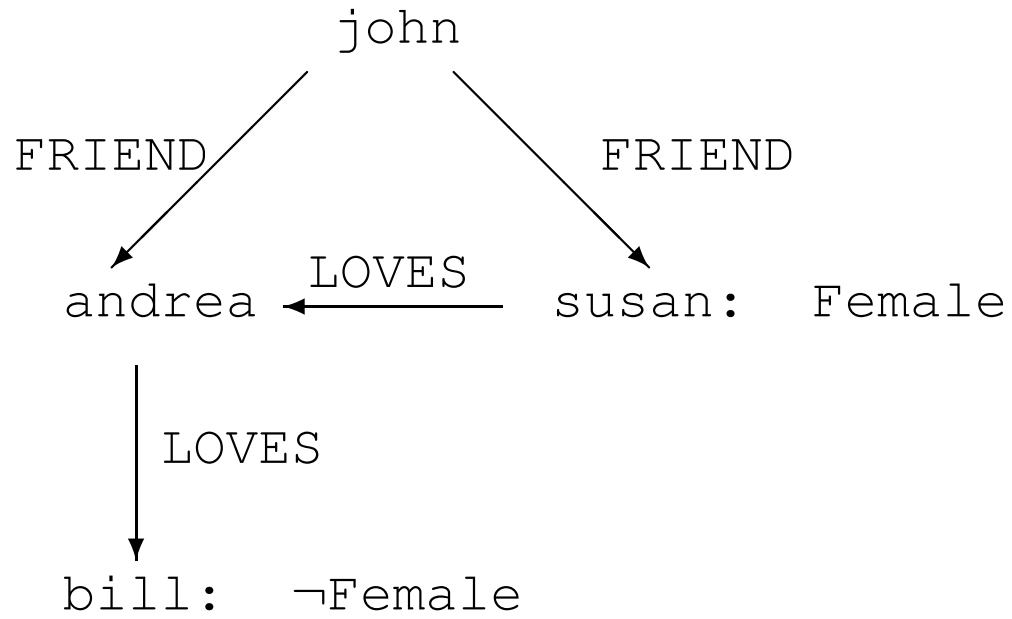 john
FRIEND FRIEND
LOVES
andrea susan: Female
LOVES
bill: ¬Female